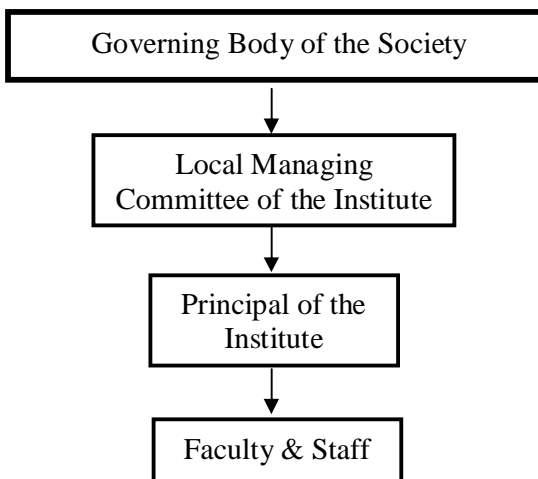 Governing Body of the Society
Local Managing
Committee of the Institute
Principal of the
Institute
Faculty & Staff